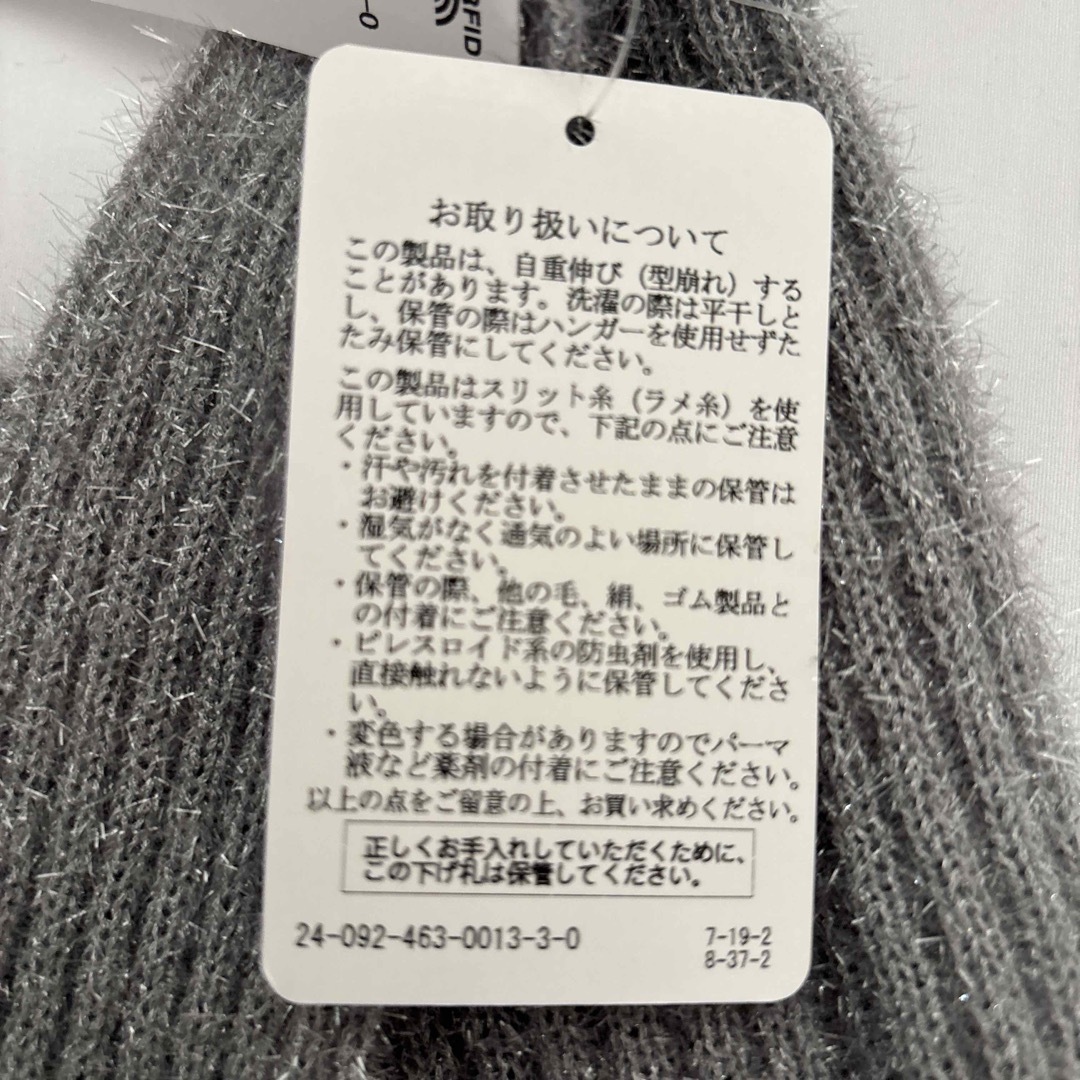 RFID
-0
お取り扱いについて
この製品は、自重伸び（型崩れ）する
ことがあります。洗濯の際は平干しと
し、保管の際はハンガーを使用せずた
たみ保管にしてください。
この製品はスリット糸（ラメ糸）を使
用していますので、下記の点にご注意
ください。
・汗や汚れを付着させたままの保管は
お避けください。
・湿気がなく通気のよい場所に保管し
てください。
・保管の際、他の毛、絹、ゴム製品と
の付着にご注意ください。
・ピレスロイド系の防虫剤を使用し、
直接触れないように保管してくださ
い。
・変色する場合がありますのでパーマ
液など薬剤の付着にご注意ください。
以上の点をご留意の上、お買い求めください。
正しくお手入れしていただくために、
この下げ札は保管してください。
24-092-463-0013-3-0
7-19-2
8-37-2